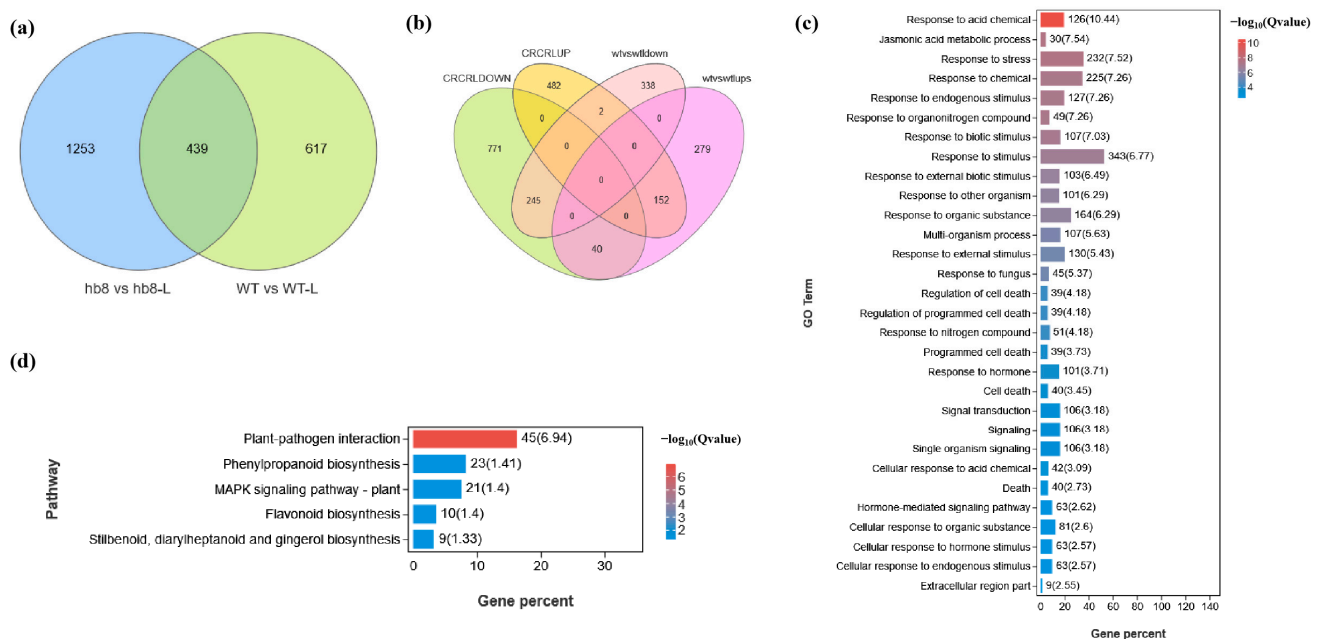 (a)
1253
439
617
hb8 vs hb8-L
WT vs WT-L
(b)
CRCRLDOWN
CRCRLUP
wtvswtldown
wtvswtlups
482
338
2
0
0
771
0
0
279
0
245
152
0
0
40
(c)
−log₁₀(Qvalue)
10
8
6
4
GO Term
Response to acid chemical 126(10.44)
Jasmonic acid metabolic process 30(7.54)
Response to stress 232(7.52)
Response to chemical 225(7.26)
Response to endogenous stimulus 127(7.26)
Response to organonitrogen compound 49(7.26)
Response to biotic stimulus 107(7.03)
Response to stimulus 343(6.77)
Response to external biotic stimulus 103(6.49)
Response to other organism 101(6.29)
Response to organic substance 164(6.29)
Multi-organism process 107(5.63)
Response to external stimulus 130(5.43)
Response to fungus 45(5.37)
Regulation of cell death 39(4.18)
Regulation of programmed cell death 39(4.18)
Response to nitrogen compound 51(4.18)
Programmed cell death 39(3.73)
Response to hormone 101(3.71)
Cell death 40(3.45)
Signal transduction 106(3.18)
Signaling 106(3.18)
Single organism signaling 106(3.18)
Cellular response to acid chemical 42(3.09)
Death 40(2.73)
Hormone-mediated signaling pathway 63(2.62)
Cellular response to organic substance 81(2.6)
Cellular response to hormone stimulus 63(2.57)
Cellular response to endogenous stimulus 63(2.57)
Extracellular region part 9(2.55)
0 20 40 60 80 100 120 140
Gene percent
(d)
Pathway
Plant-pathogen interaction 45(6.94)
Phenylpropanoid biosynthesis 23(1.41)
MAPK signaling pathway - plant 21(1.4)
Flavonoid biosynthesis 10(1.4)
Stilbenoid, diarylheptanoid and gingerol biosynthesis 9(1.33)
0 10 20 30
Gene percent
−log₁₀(Qvalue)
6
5
4
3
2